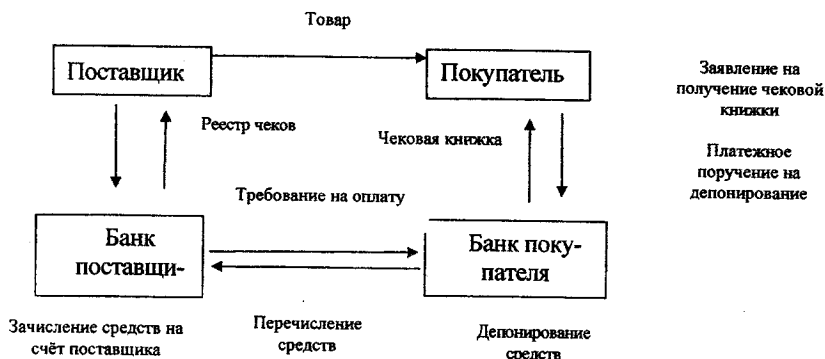 Товар
Поставщик
Покупатель
Заявление на
получение чековой
книжки
Реестр чеков
Чековая книжка
Платежное
поручение на
депонирование
Требование на оплату
Банк
поставщи-
Банк поку-
пателя
Зачисление средств на
счёт поставщика
Перечисление
средств
Депонирование
средств